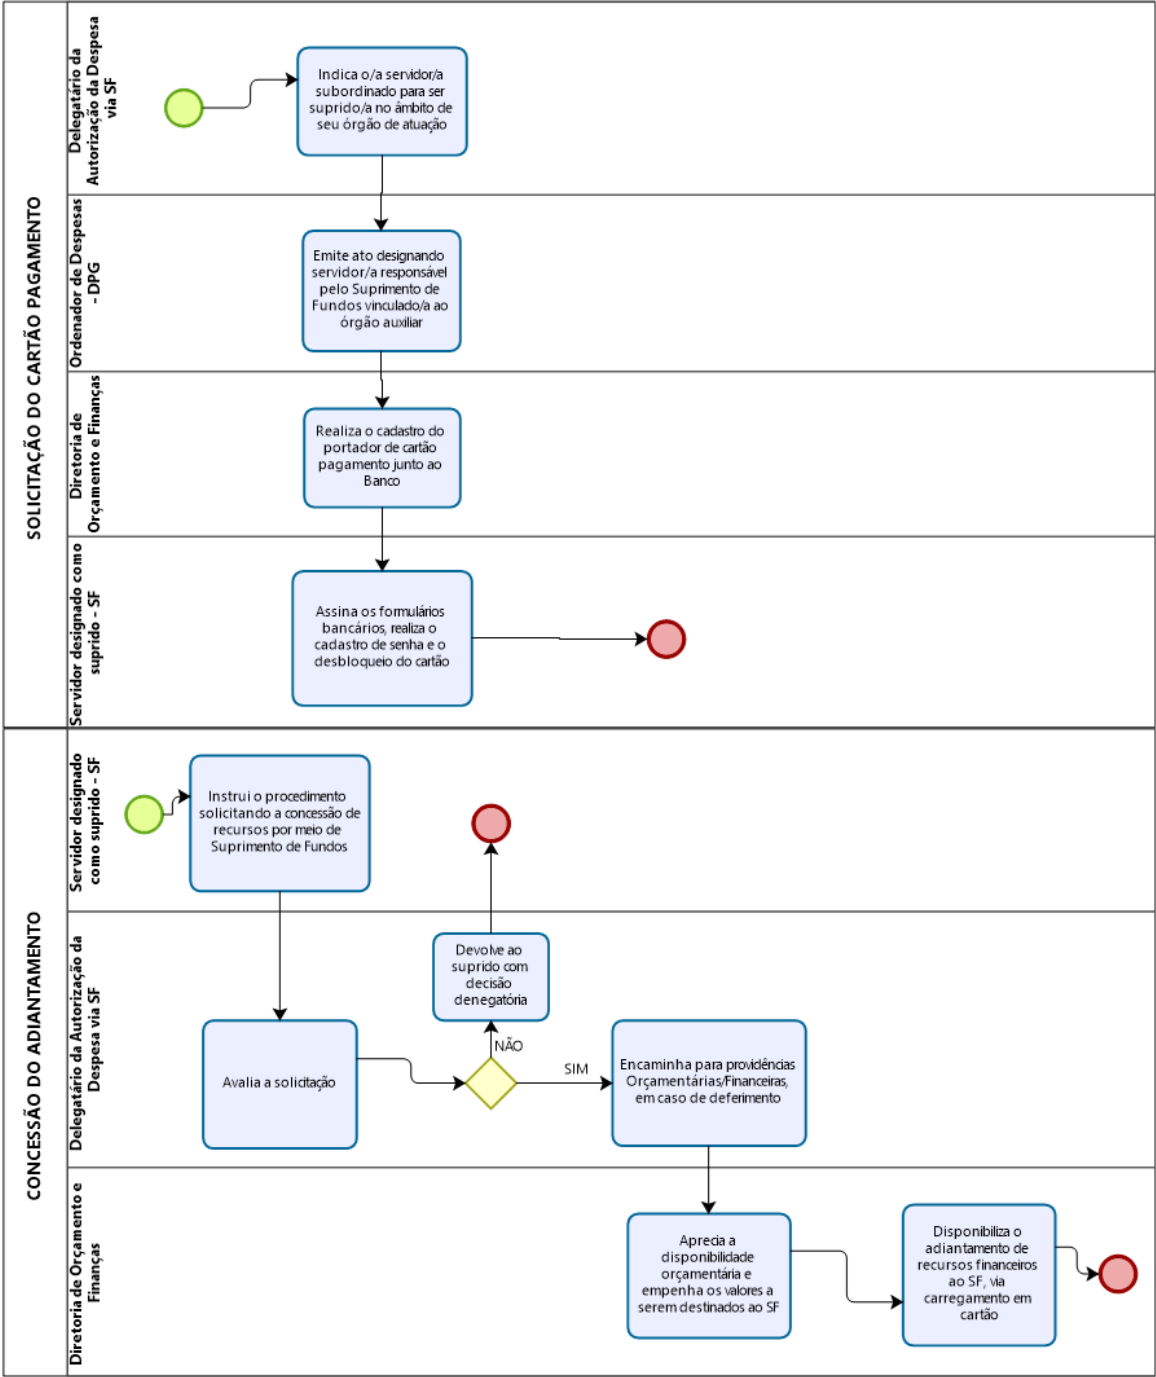 SOLICITAÇÃO DO CARTÃO PAGAMENTO
Delegatário da
Autorização da Despesa
via SF
Indica o/a servidor/a
subordinado para ser
suprido/a no âmbito de
seu órgão de atuação
Ordenador de Despesas
- DPG
Emite ato designando
servidor/a responsável
pelo Suprimento de
Fundos vinculado/a ao
órgão auxiliar
Diretoria de
Orçamento e Finanças
Realiza o cadastro do
portador de cartão
pagamento junto ao
Banco
Servidor designado como
suprido - SF
Assina os formulários
bancários, realiza o
cadastro de senha e o
desbloqueio do cartão
CONCESSÃO DO ADIANTAMENTO
Servidor designado
como suprido - SF
Instrui o procedimento
solicitando a concessão de
recursos por meio de
Suprimento de Fundos
Delegatário da Autorização da
Despesa via SF
Avalia a solicitação
Devolve ao
suprido com
decisão
denegatória
NÃO
SIM
Encaminha para providências
Orçamentárias/Financeiras,
em caso de deferimento
Diretoria de Orçamento e
Finanças
Aprecia a
disponibilidade
orçamentária e
empenha os valores a
serem destinados ao SF
Disponibiliza o
adiantamento de
recursos financeiros
ao SF, via
carregamento em
cartão